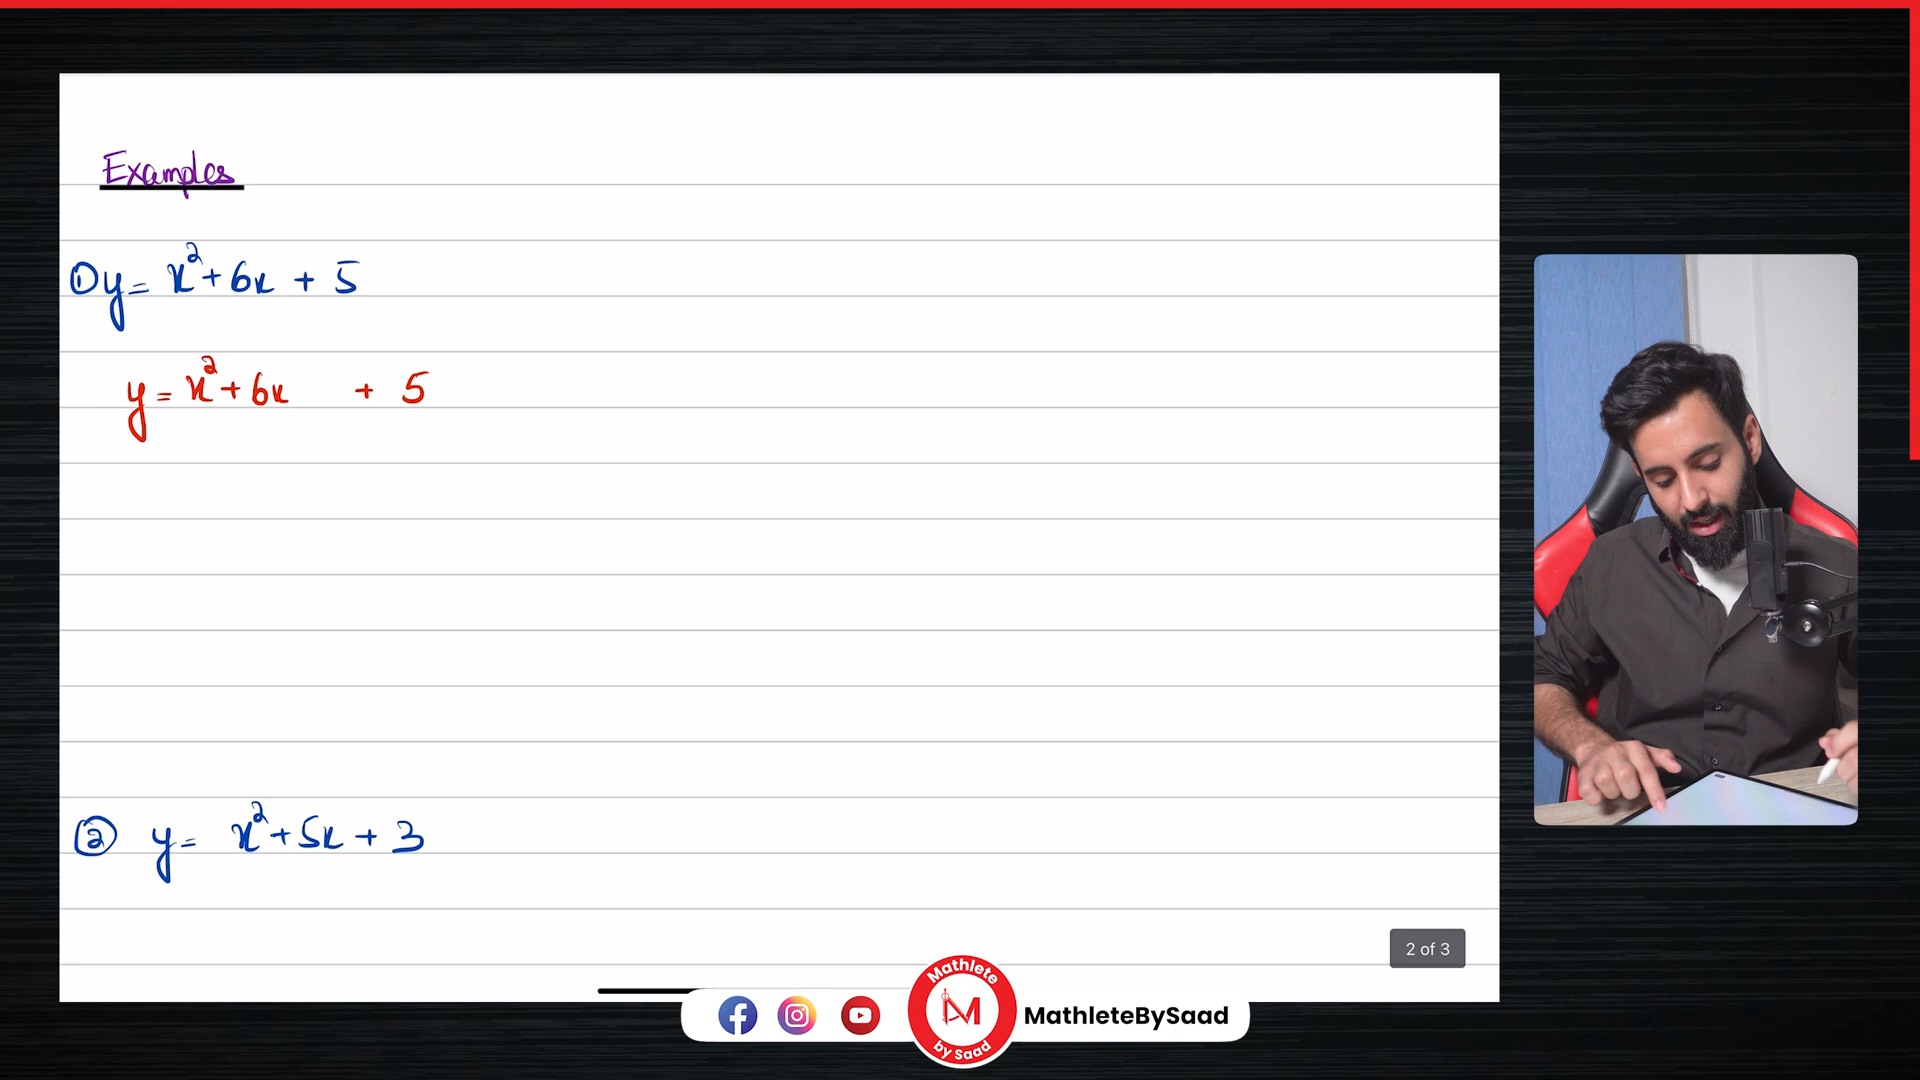 Examples
① y = x² + 6x + 5
y = x² + 6x + 5
② y = x² + 5x + 3
2 of 3
Mathlete
M
by Saad
MathleteBySaad